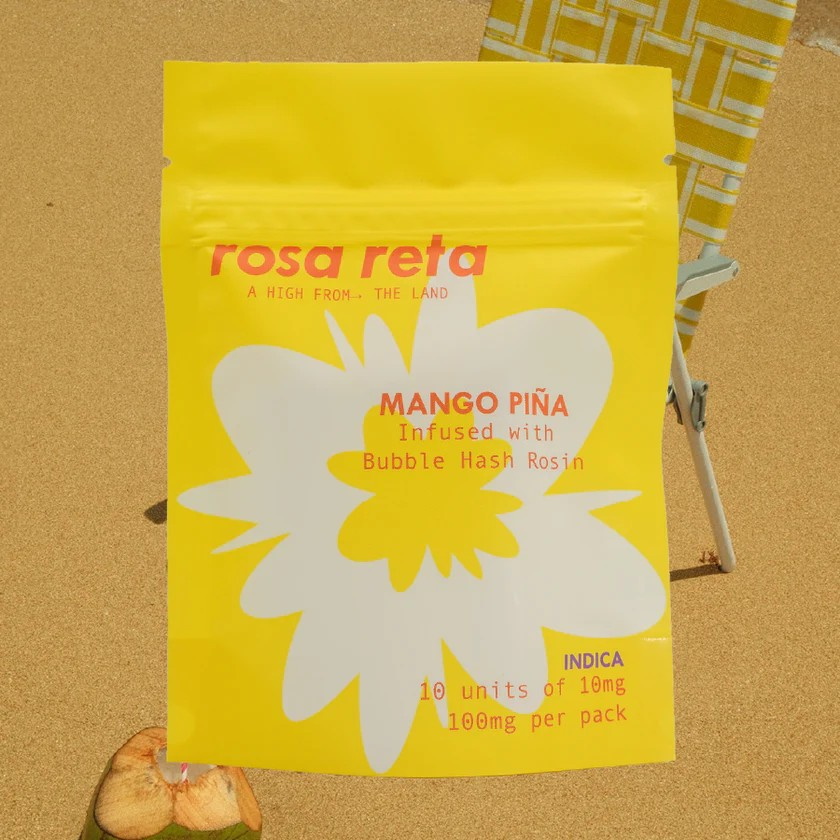 rosa reta
A HIGH FROM→ THE LAND
MANGO PIÑA
Infused with
Bubble Hash Rosin
INDICA
10 units of 10mg
100mg per pack